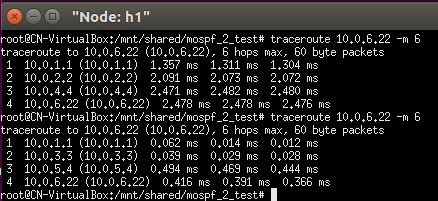 "Node: h1"
root@CN-VirtualBox:/mnt/shared/mospf_2_test# traceroute 10.0.6.22 -m 6
traceroute to 10.0.6.22 (10.0.6.22), 6 hops max, 60 byte packets
1 10.0.1.1 (10.0.1.1) 1.357 ms 1.311 ms 1.304 ms
2 10.0.2.2 (10.0.2.2) 2.091 ms 2.073 ms 2.072 ms
3 10.0.4.4 (10.0.4.4) 2.471 ms 2.482 ms 2.480 ms
4 10.0.6.22 (10.0.6.22) 2.478 ms 2.478 ms 2.476 ms
root@CN-VirtualBox:/mnt/shared/mospf_2_test# traceroute 10.0.6.22 -m 6
traceroute to 10.0.6.22 (10.0.6.22), 6 hops max, 60 byte packets
1 10.0.1.1 (10.0.1.1) 0.062 ms 0.014 ms 0.012 ms
2 10.0.3.3 (10.0.3.3) 0.039 ms 0.029 ms 0.028 ms
3 10.0.5.4 (10.0.5.4) 0.494 ms 0.469 ms 0.444 ms
4 10.0.6.22 (10.0.6.22) 0.416 ms 0.391 ms 0.366 ms
root@CN-VirtualBox:/mnt/shared/mospf_2_test#